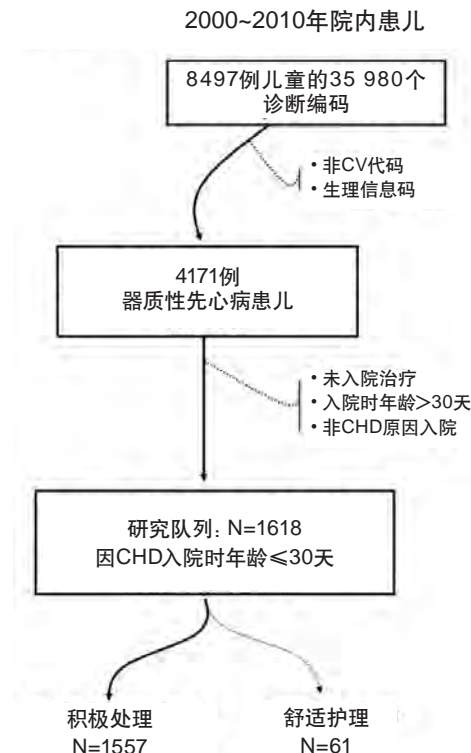 2000~2010年院内患儿
8497例儿童的35 980个
诊断编码
• 非CV代码
• 生理信息码
4171例
器质性先心病患儿
• 未入院治疗
• 入院时年龄>30天
• 非CHD原因入院
研究队列: N=1618
因CHD入院时年龄≤30天
积极处理
N=1557
舒适护理
N=61